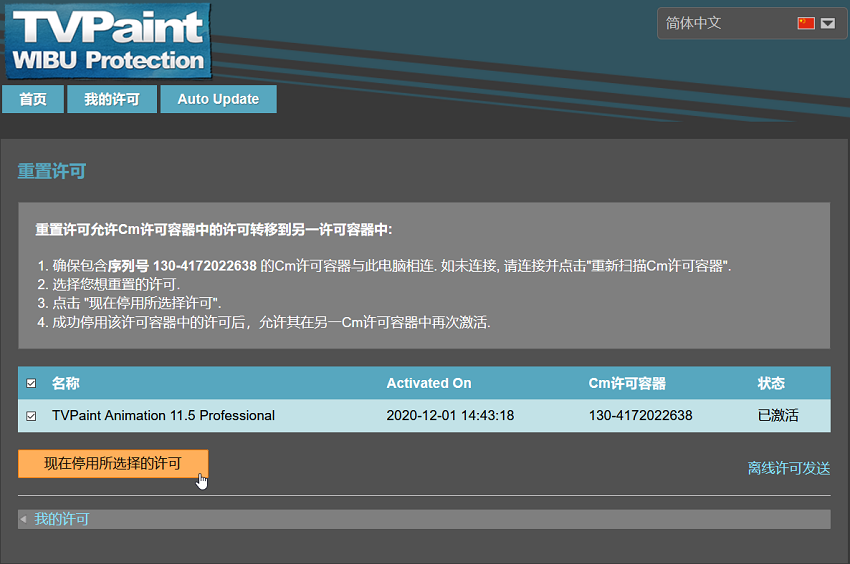 TVPaint
WIBU Protection
简体中文
首页
我的许可
Auto Update
重置许可
重置许可允许Cm许可容器中的许可转移到另一许可容器中:
1. 确保包含序列号 130-4172022638 的Cm许可容器与此电脑相连. 如未连接, 请连接并点击"重新扫描Cm许可容器".
2. 选择您想重置的许可.
3. 点击 "现在停用所选择许可".
4. 成功停用该许可容器中的许可后，允许其在另一Cm许可容器中再次激活.
名称 Activated On Cm许可容器 状态
TVPaint Animation 11.5 Professional 2020-12-01 14:43:18 130-4172022638 已激活
现在停用所选择的许可
离线许可发送
我的许可